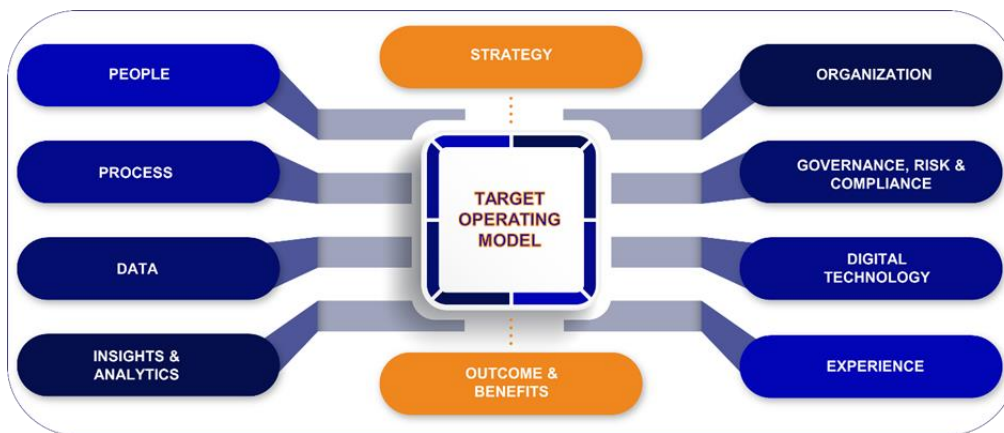 PEOPLE
STRATEGY
ORGANIZATION
PROCESS
GOVERNANCE, RISK &
COMPLIANCE
TARGET
OPERATING
MODEL
DATA
DIGITAL
TECHNOLOGY
INSIGHTS &
ANALYTICS
OUTCOME &
BENEFITS
EXPERIENCE